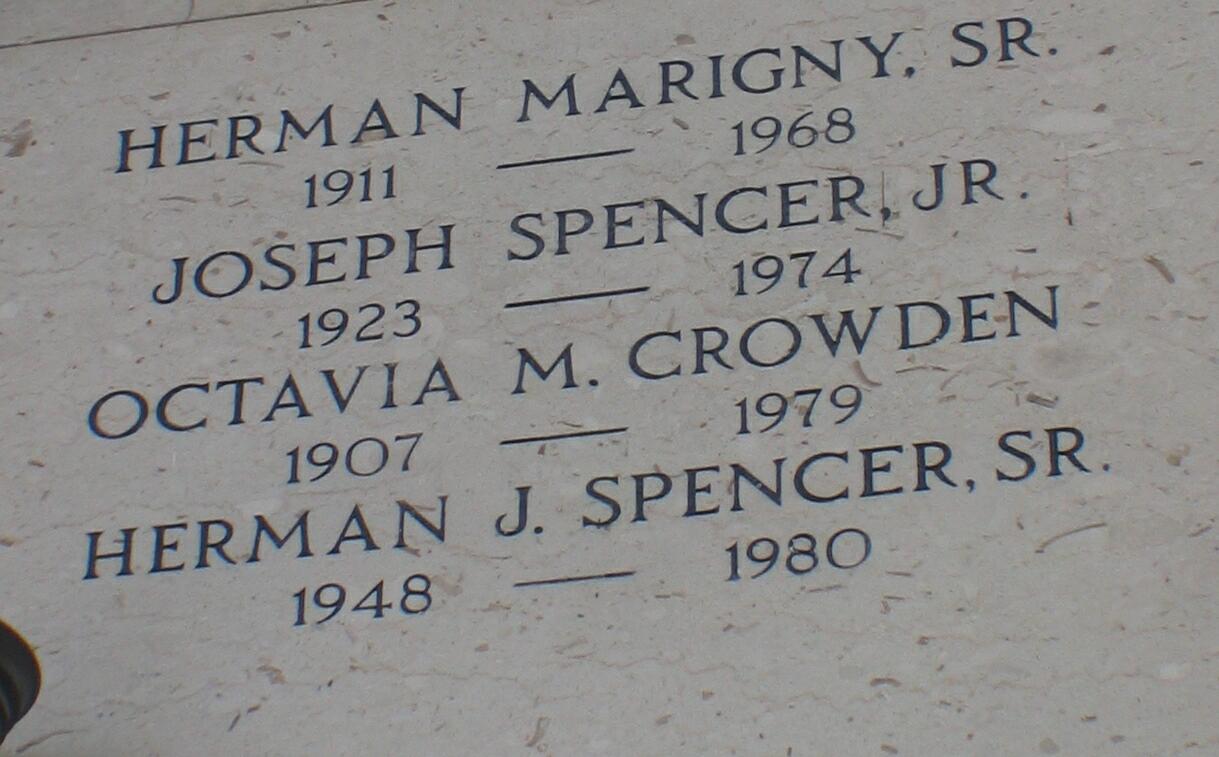 HERMAN MARIGNY, SR.
1911 — 1968
JOSEPH SPENCER, JR.
1923 — 1974
OCTAVIA M. CROWDEN
1907 — 1979
HERMAN J. SPENCER, SR.
1948 — 1980